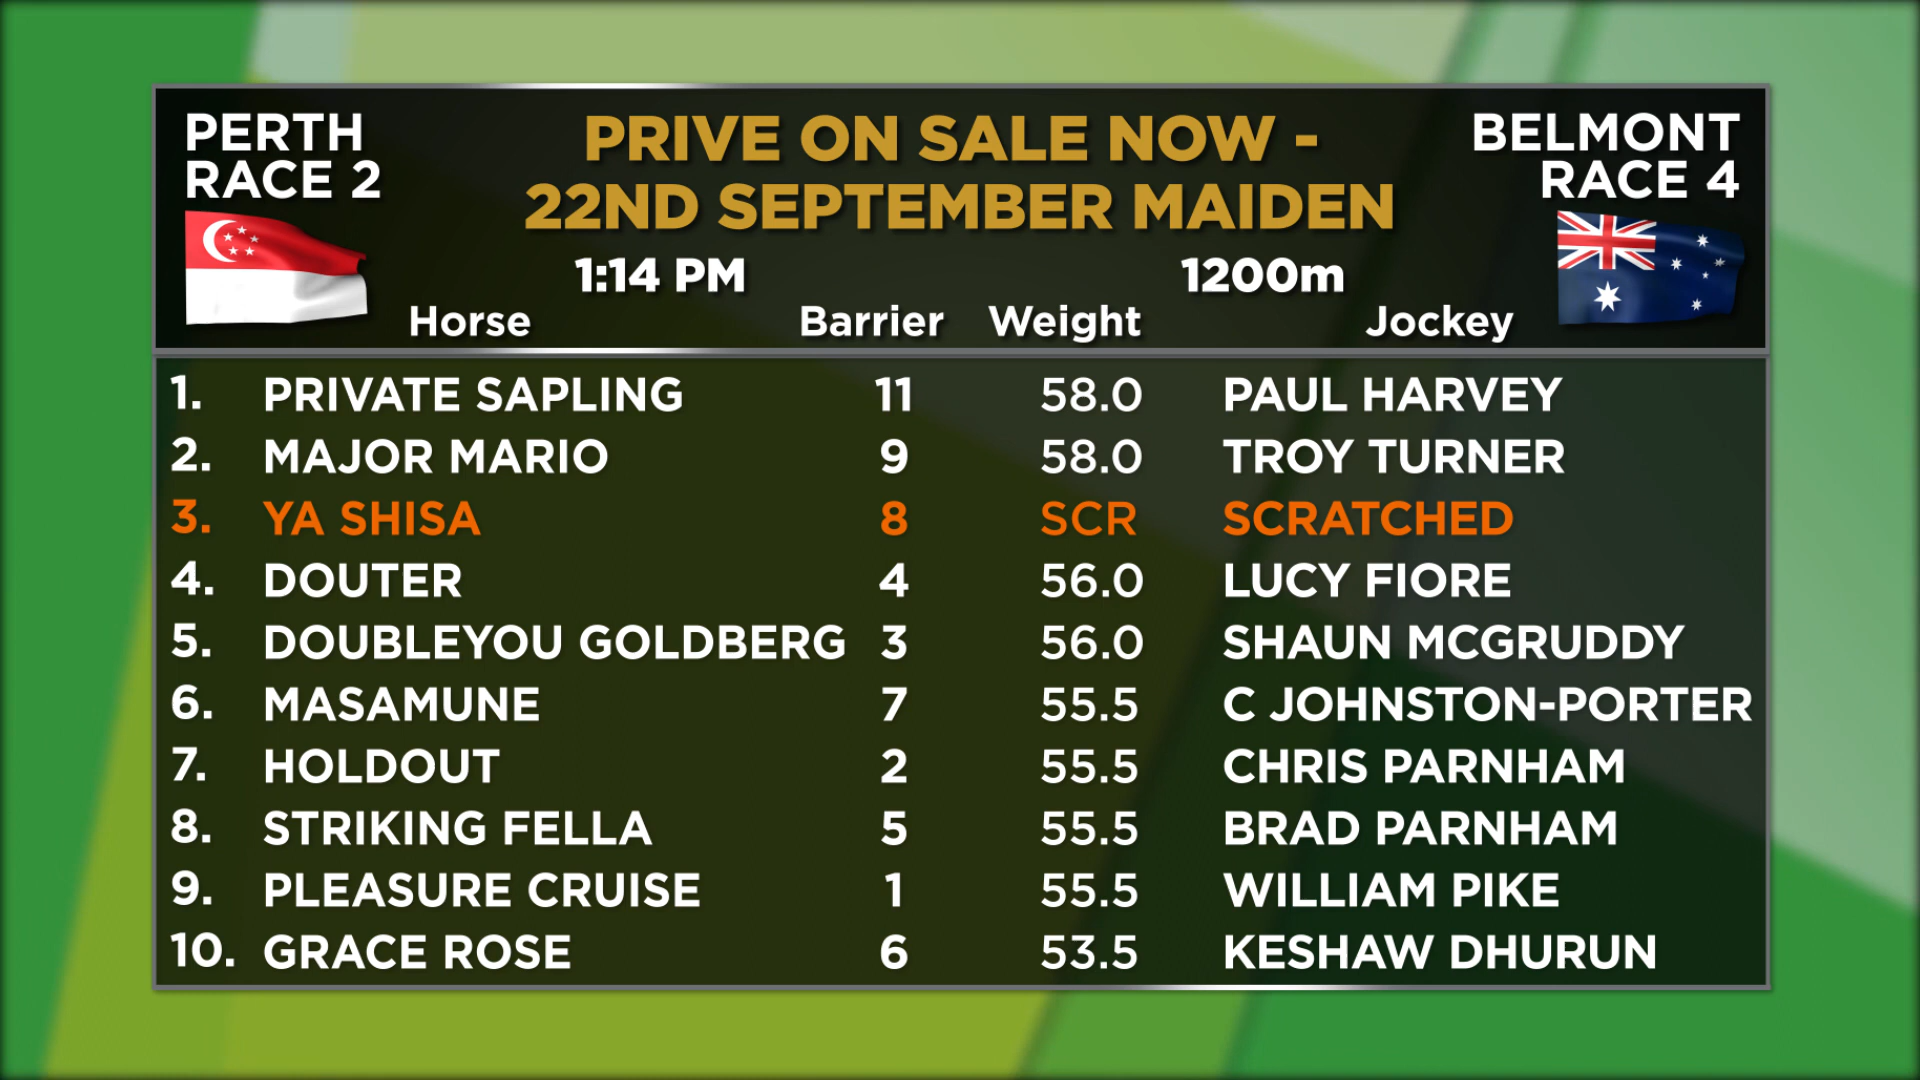 PERTH
RACE 2
PRIVE ON SALE NOW -
22ND SEPTEMBER MAIDEN
BELMONT
RACE 4
1:14 PM 1200m
Horse Barrier Weight Jockey
1. PRIVATE SAPLING 11 58.0 PAUL HARVEY
2. MAJOR MARIO 9 58.0 TROY TURNER
3. YA SHISA 8 SCR SCRATCHED
4. DOUTER 4 56.0 LUCY FIORE
5. DOUBLEYOU GOLDBERG 3 56.0 SHAUN MCGRUDDY
6. MASAMUNE 7 55.5 C JOHNSTON-PORTER
7. HOLDOUT 2 55.5 CHRIS PARNHAM
8. STRIKING FELLA 5 55.5 BRAD PARNHAM
9. PLEASURE CRUISE 1 55.5 WILLIAM PIKE
10. GRACE ROSE 6 53.5 KESHAW DHURUN